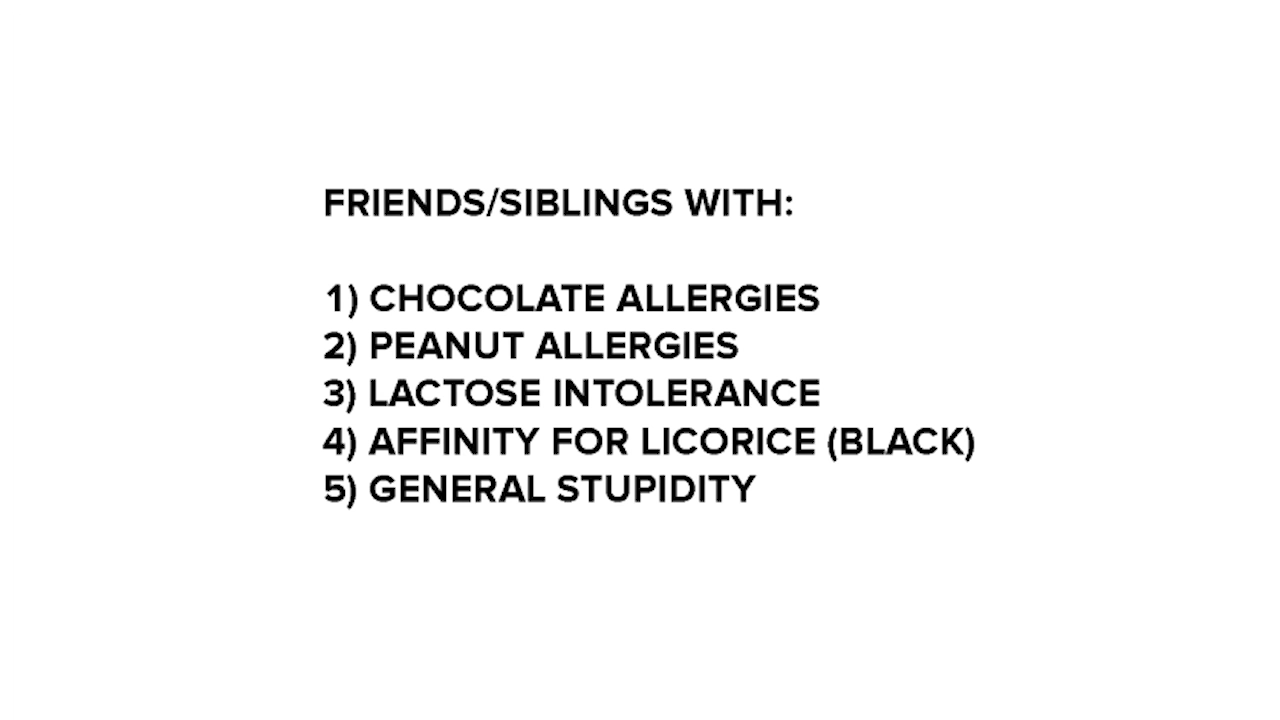 FRIENDS/SIBLINGS WITH:
1) CHOCOLATE ALLERGIES
2) PEANUT ALLERGIES
3) LACTOSE INTOLERANCE
4) AFFINITY FOR LICORICE (BLACK)
5) GENERAL STUPIDITY